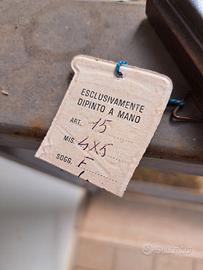 ESCLUSIVAMENTE
DIPINTO A MANO
ART. 15
MIS. 4X5
SOGG. F